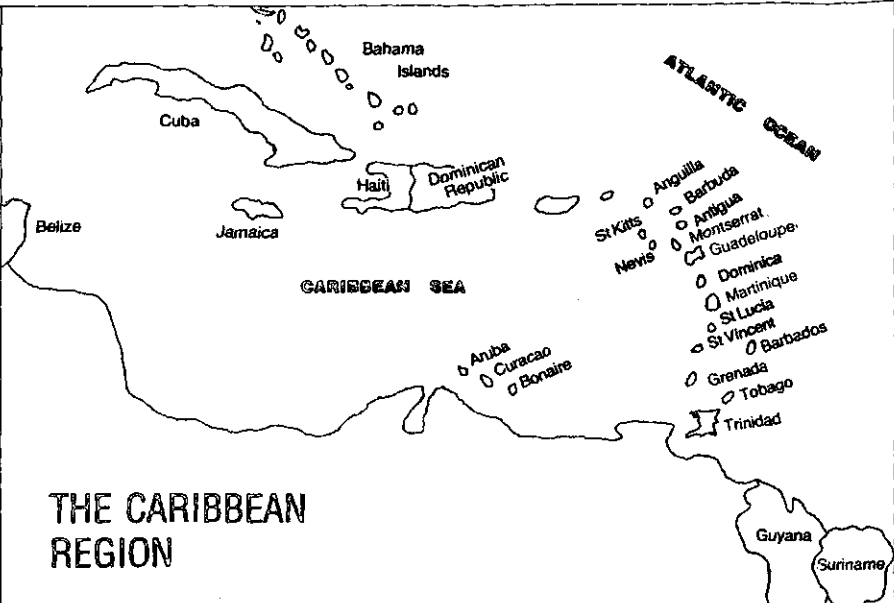 Bahama
Islands
ATLANTIC OCEAN
Cuba
Haiti
Dominican
Republic
Anguilla
Barbuda
Antigua
St Kitts
Montserrat
Nevis
Guadeloupe
Belize
Jamaica
CARIBBEAN SEA
Dominica
Martinique
St Lucia
St Vincent
Barbados
Aruba
Curacao
Bonaire
Grenada
Tobago
Trinidad
THE CARIBBEAN
REGION
Guyana
Suriname